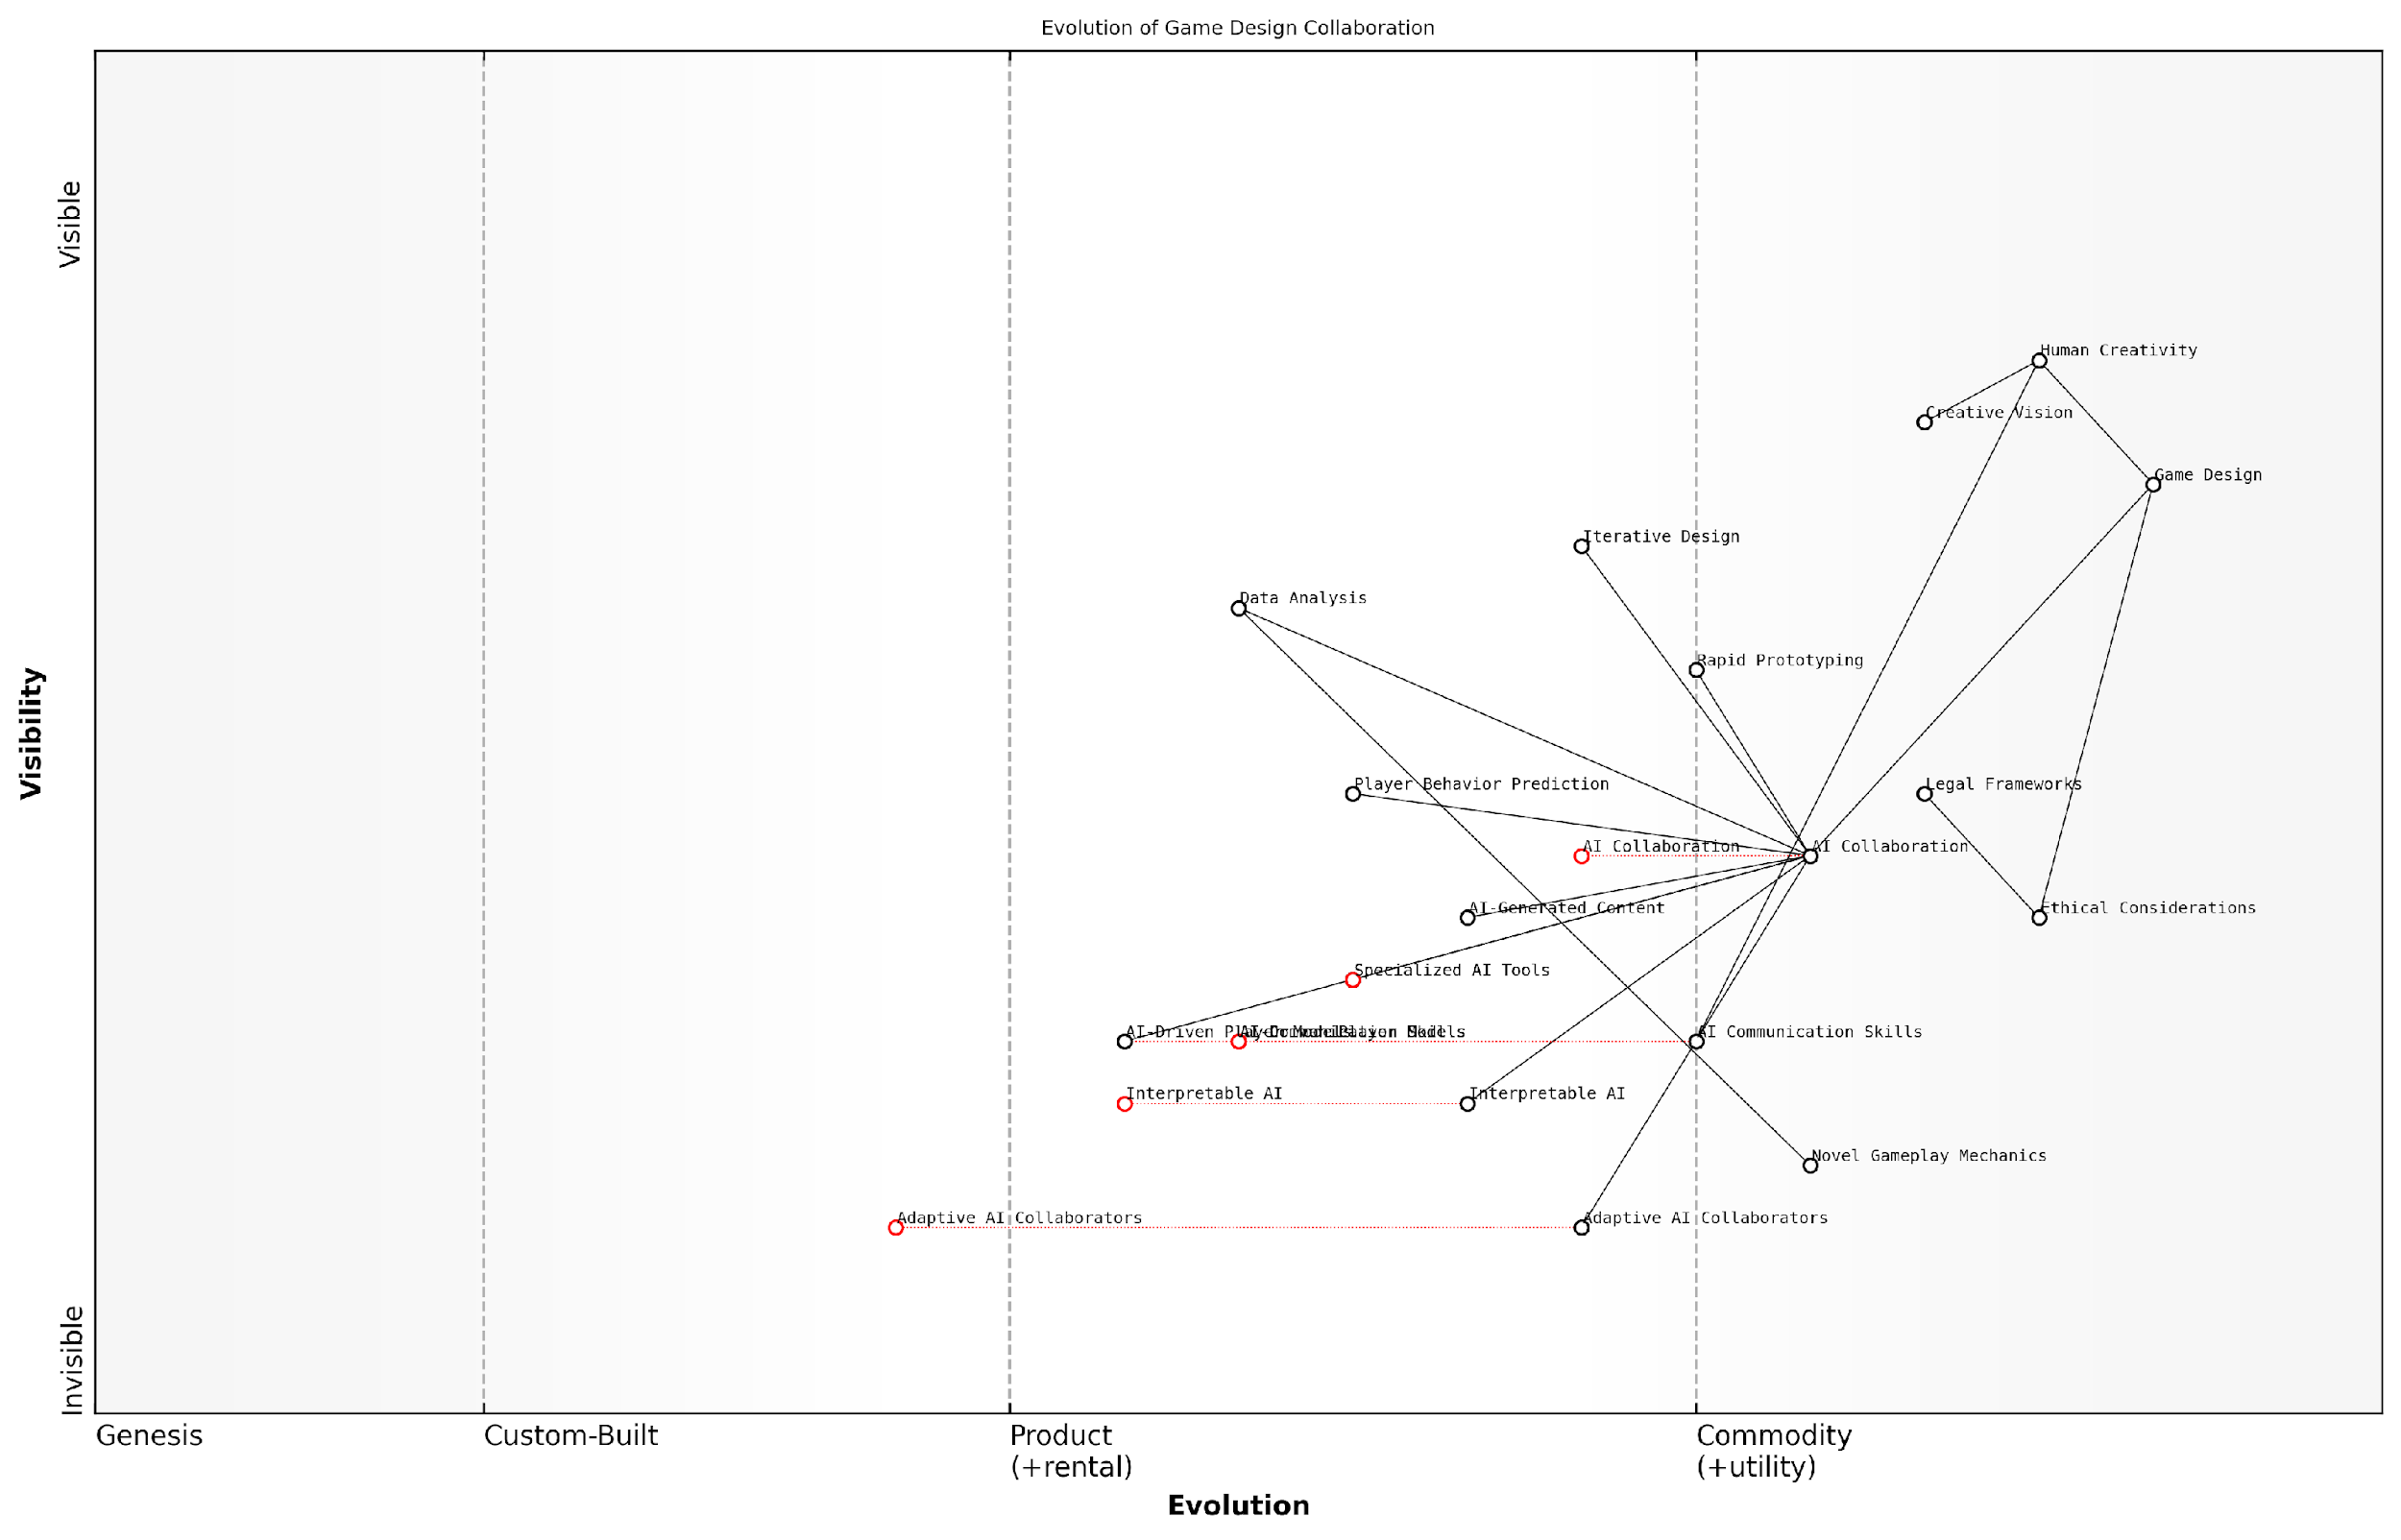 Evolution of Game Design Collaboration
Visible
Human Creativity
Creative Vision
Game Design
Iterative Design
Data Analysis
Rapid Prototyping
Visibility
Player Behavior Prediction
Legal Frameworks
AI Collaboration
AI Collaboration
AI-Generated Content
Ethical Considerations
Specialized AI Tools
AI-Driven
AI Communication Skills
Interpretable AI
Interpretable AI
Novel Gameplay Mechanics
Adaptive AI Collaborators
Adaptive AI Collaborators
Invisible
Genesis
Custom-Built
Product
(+rental)
Commodity
(+utility)
Evolution